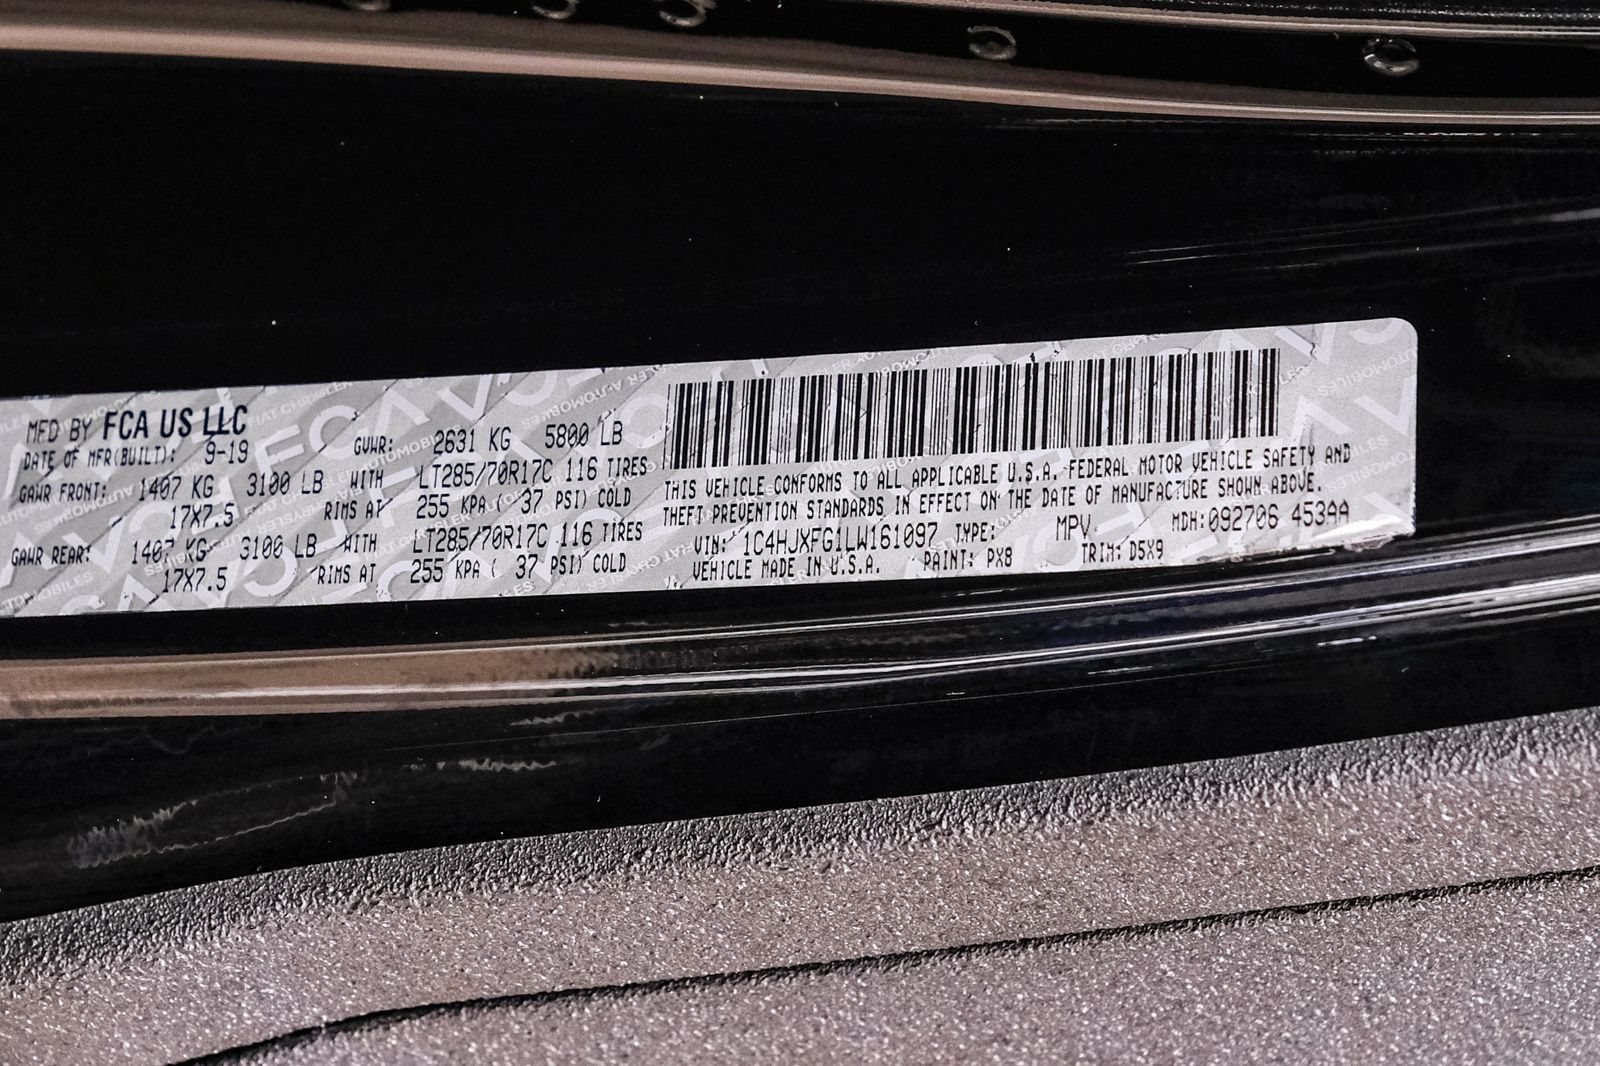 MFD BY FCA US LLC
DATE OF MFR(BUILT): 9-19 GVWR: 2631 KG 5800 LB
GAWR FRONT: 1407 KG 3100 LB WITH LT285/70R17C 116 TIRES
17X7.5 RIMS AT 255 KPA ( 37 PSI) COLD
GAWR REAR: 1407 KG 3100 LB WITH LT285/70R17C 116 TIRES
17X7.5 RIMS AT 255 KPA ( 37 PSI) COLD
THIS VEHICLE CONFORMS TO ALL APPLICABLE U.S.A. FEDERAL MOTOR VEHICLE SAFETY AND
THEFT PREVENTION STANDARDS IN EFFECT ON THE DATE OF MANUFACTURE SHOWN ABOVE.
VIN: 1C4HJXFG1LW161097 TYPE: MPV MDH:092706 453AA
VEHICLE MADE IN U.S.A. PAINT: PX8 TRIM: D5X9